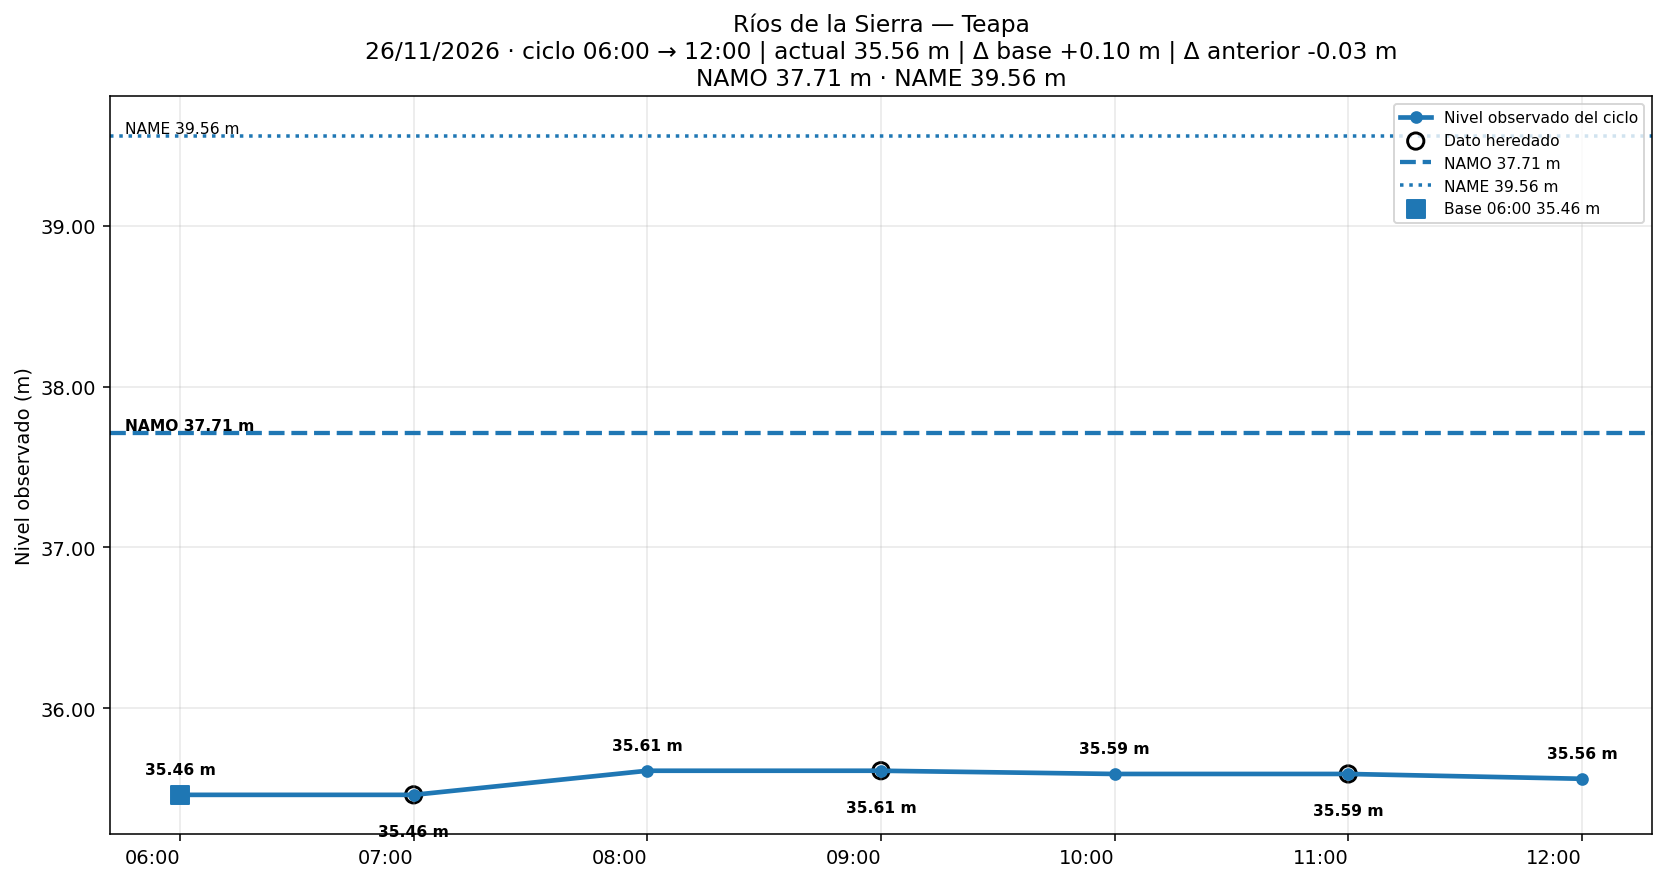 Ríos de la Sierra — Teapa
26/11/2026 · ciclo 06:00 → 12:00 | actual 35.56 m | Δ base +0.10 m | Δ anterior -0.03 m
NAMO 37.71 m · NAME 39.56 m
Nivel observado (m)
39.00
38.00
37.00
36.00
NAME 39.56 m
NAMO 37.71 m
Nivel observado del ciclo
Dato heredado
NAMO 37.71 m
NAME 39.56 m
Base 06:00 35.46 m
35.46 m
35.46 m
35.61 m
35.61 m
35.59 m
35.59 m
35.56 m
06:00
07:00
08:00
09:00
10:00
11:00
12:00